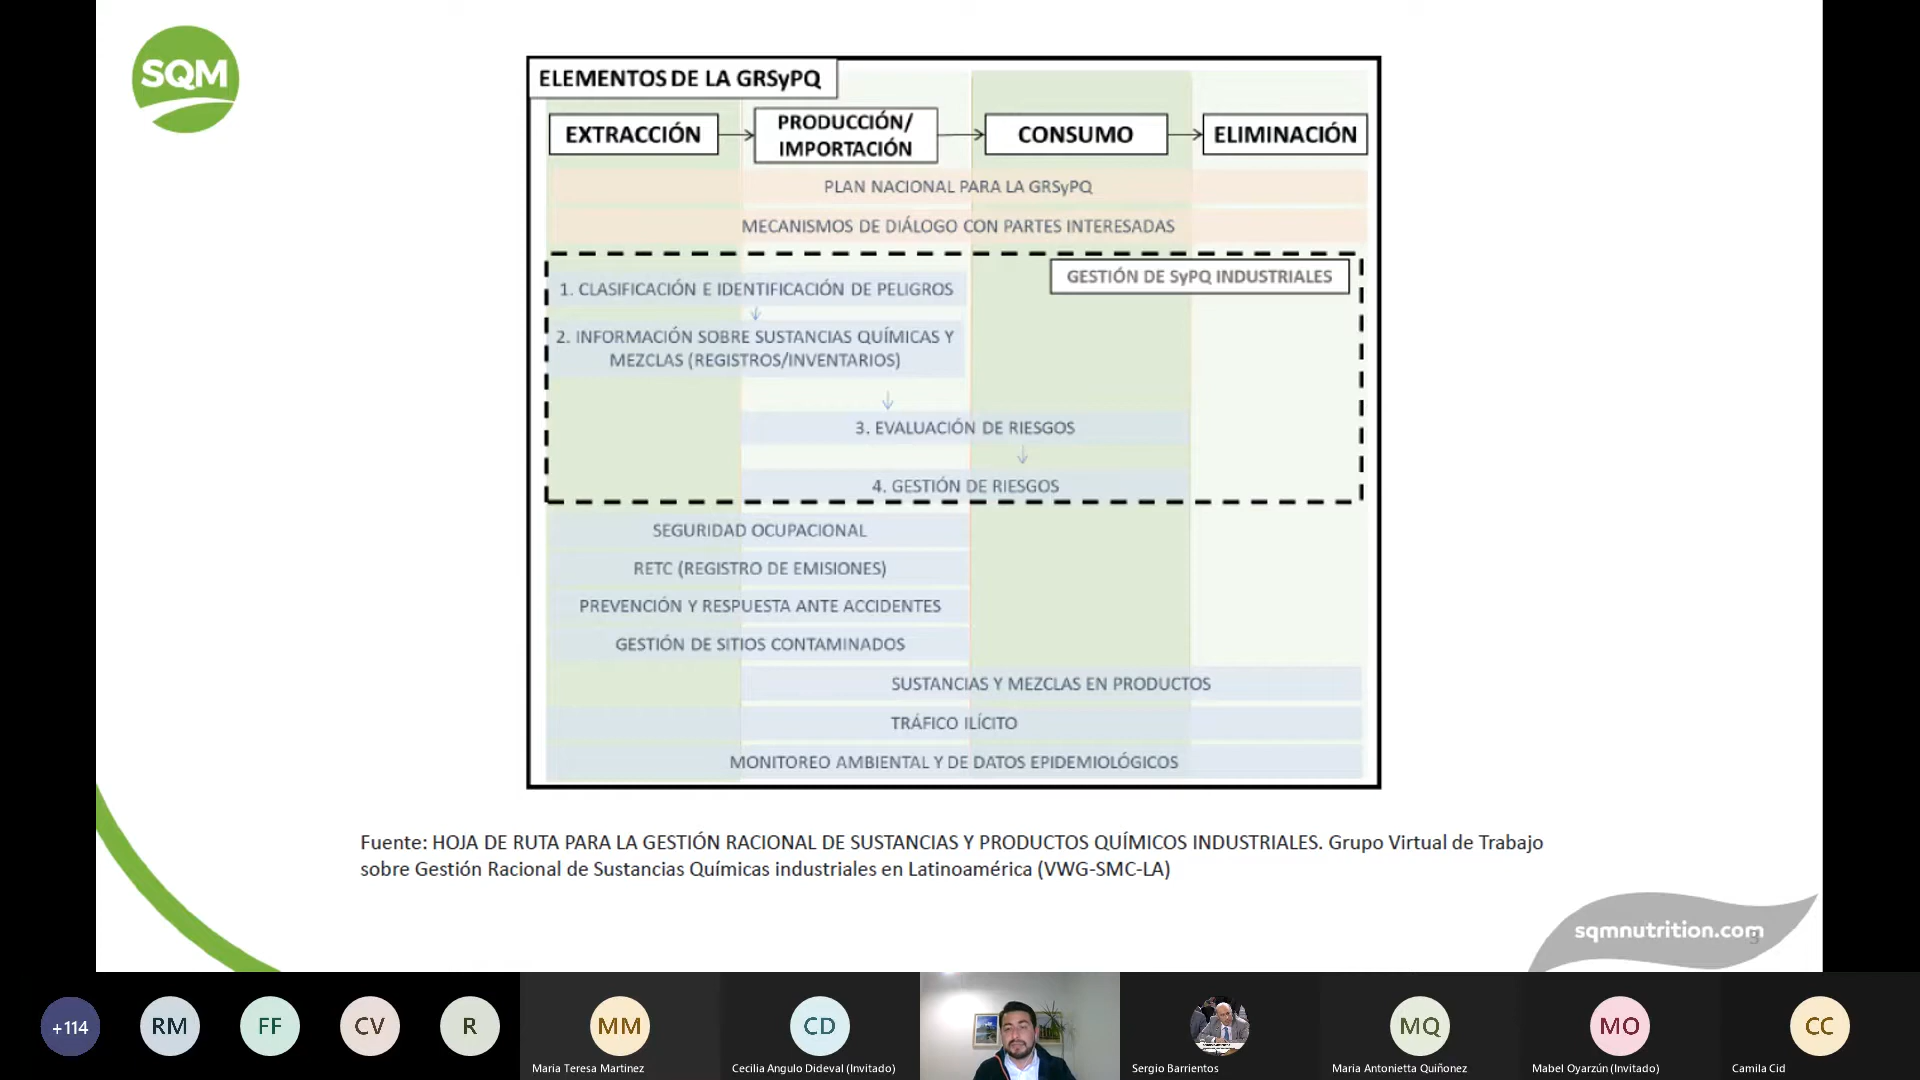 SQM
ELEMENTOS DE LA GRSyPQ
EXTRACCIÓN
PRODUCCIÓN/
IMPORTACIÓN
CONSUMO
ELIMINACIÓN
PLAN NACIONAL PARA LA GRSyPQ
MECANISMOS DE DIÁLOGO CON PARTES INTERESADAS
GESTIÓN DE SyPQ INDUSTRIALES
1. CLASIFICACIÓN E IDENTIFICACIÓN DE PELIGROS
2. INFORMACIÓN SOBRE SUSTANCIAS QUÍMICAS Y
MEZCLAS (REGISTROS/INVENTARIOS)
3. EVALUACIÓN DE RIESGOS
4. GESTIÓN DE RIESGOS
SEGURIDAD OCUPACIONAL
RETC (REGISTRO DE EMISIONES)
PREVENCIÓN Y RESPUESTA ANTE ACCIDENTES
GESTIÓN DE SITIOS CONTAMINADOS
SUSTANCIAS Y MEZCLAS EN PRODUCTOS
TRÁFICO ILÍCITO
MONITOREO AMBIENTAL Y DE DATOS EPIDEMIOLÓGICOS
Fuente: HOJA DE RUTA PARA LA GESTIÓN RACIONAL DE SUSTANCIAS Y PRODUCTOS QUÍMICOS INDUSTRIALES. Grupo Virtual de Trabajo
sobre Gestión Racional de Sustancias Químicas industriales en Latinoamérica (VWG-SMC-LA)
sqmnutrition.com
+114
RM
FF
CV
R
MM
Maria Teresa Martinez
CD
Cecilia Angulo Dideval (Invitado)
Sergio Barrientos
MQ
Maria Antonietta Quiñonez
MO
Mabel Oyarzún (Invitado)
CC
Camila Cid